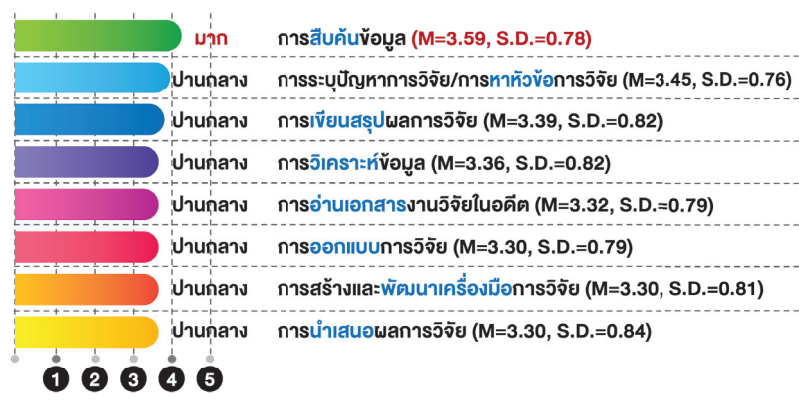 มาก การสืบค้นข้อมูล (M=3.59, S.D.=0.78)
ปานกลาง การระบุปัญหาการวิจัย/การหาหัวข้อการวิจัย (M=3.45, S.D.=0.76)
ปานกลาง การเขียนสรุปผลการวิจัย (M=3.39, S.D.=0.82)
ปานกลาง การวิเคราะห์ข้อมูล (M=3.36, S.D.=0.82)
ปานกลาง การอ่านเอกสารงานวิจัยในอดีต (M=3.32, S.D.=0.79)
ปานกลาง การออกแบบการวิจัย (M=3.30, S.D.=0.79)
ปานกลาง การสร้างและพัฒนาเครื่องมือการวิจัย (M=3.30, S.D.=0.81)
ปานกลาง การนำเสนอผลการวิจัย (M=3.30, S.D.=0.84)
1 2 3 4 5